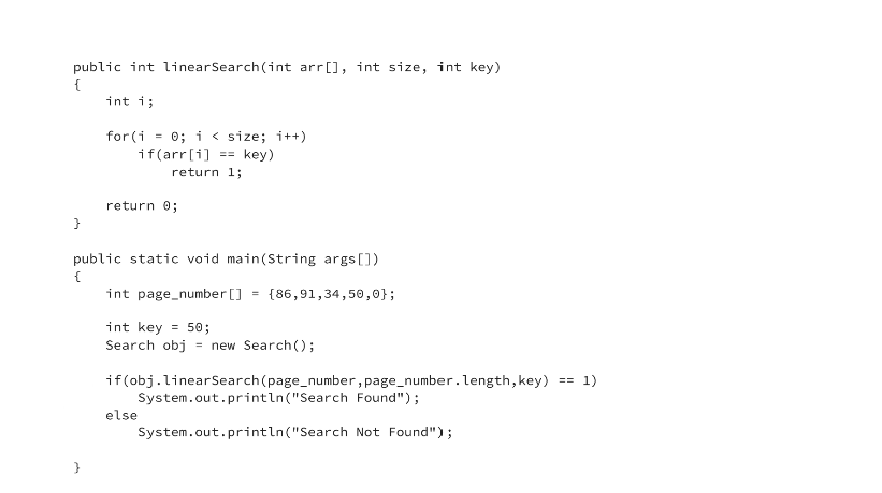 public int linearSearch(int arr[], int size, int key)
{
    int i;

    for(i = 0; i < size; i++)
        if(arr[i] == key)
            return 1;

    return 0;
}

public static void main(String args[])
{
    int page_number[] = {86,91,34,50,0};

    int key = 50;
    Search obj = new Search();

    if(obj.linearSearch(page_number,page_number.length,key) == 1)
        System.out.println("Search Found");
    else
        System.out.println("Search Not Found");

}